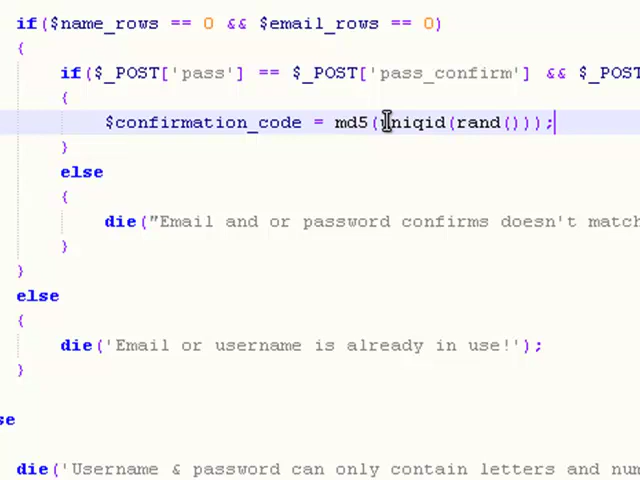 if($name_rows == 0 && $email_rows == 0)
{
if($_POST['pass'] == $_POST['pass_confirm'] && $_POST
{
$confirmation_code = md5(uniqid(rand()));
}
else
{
die("Email and or password confirms doesn't match
}
}
else
{
die('Email or username is already in use!');
}
se
die('Username & password can only contain letters and num